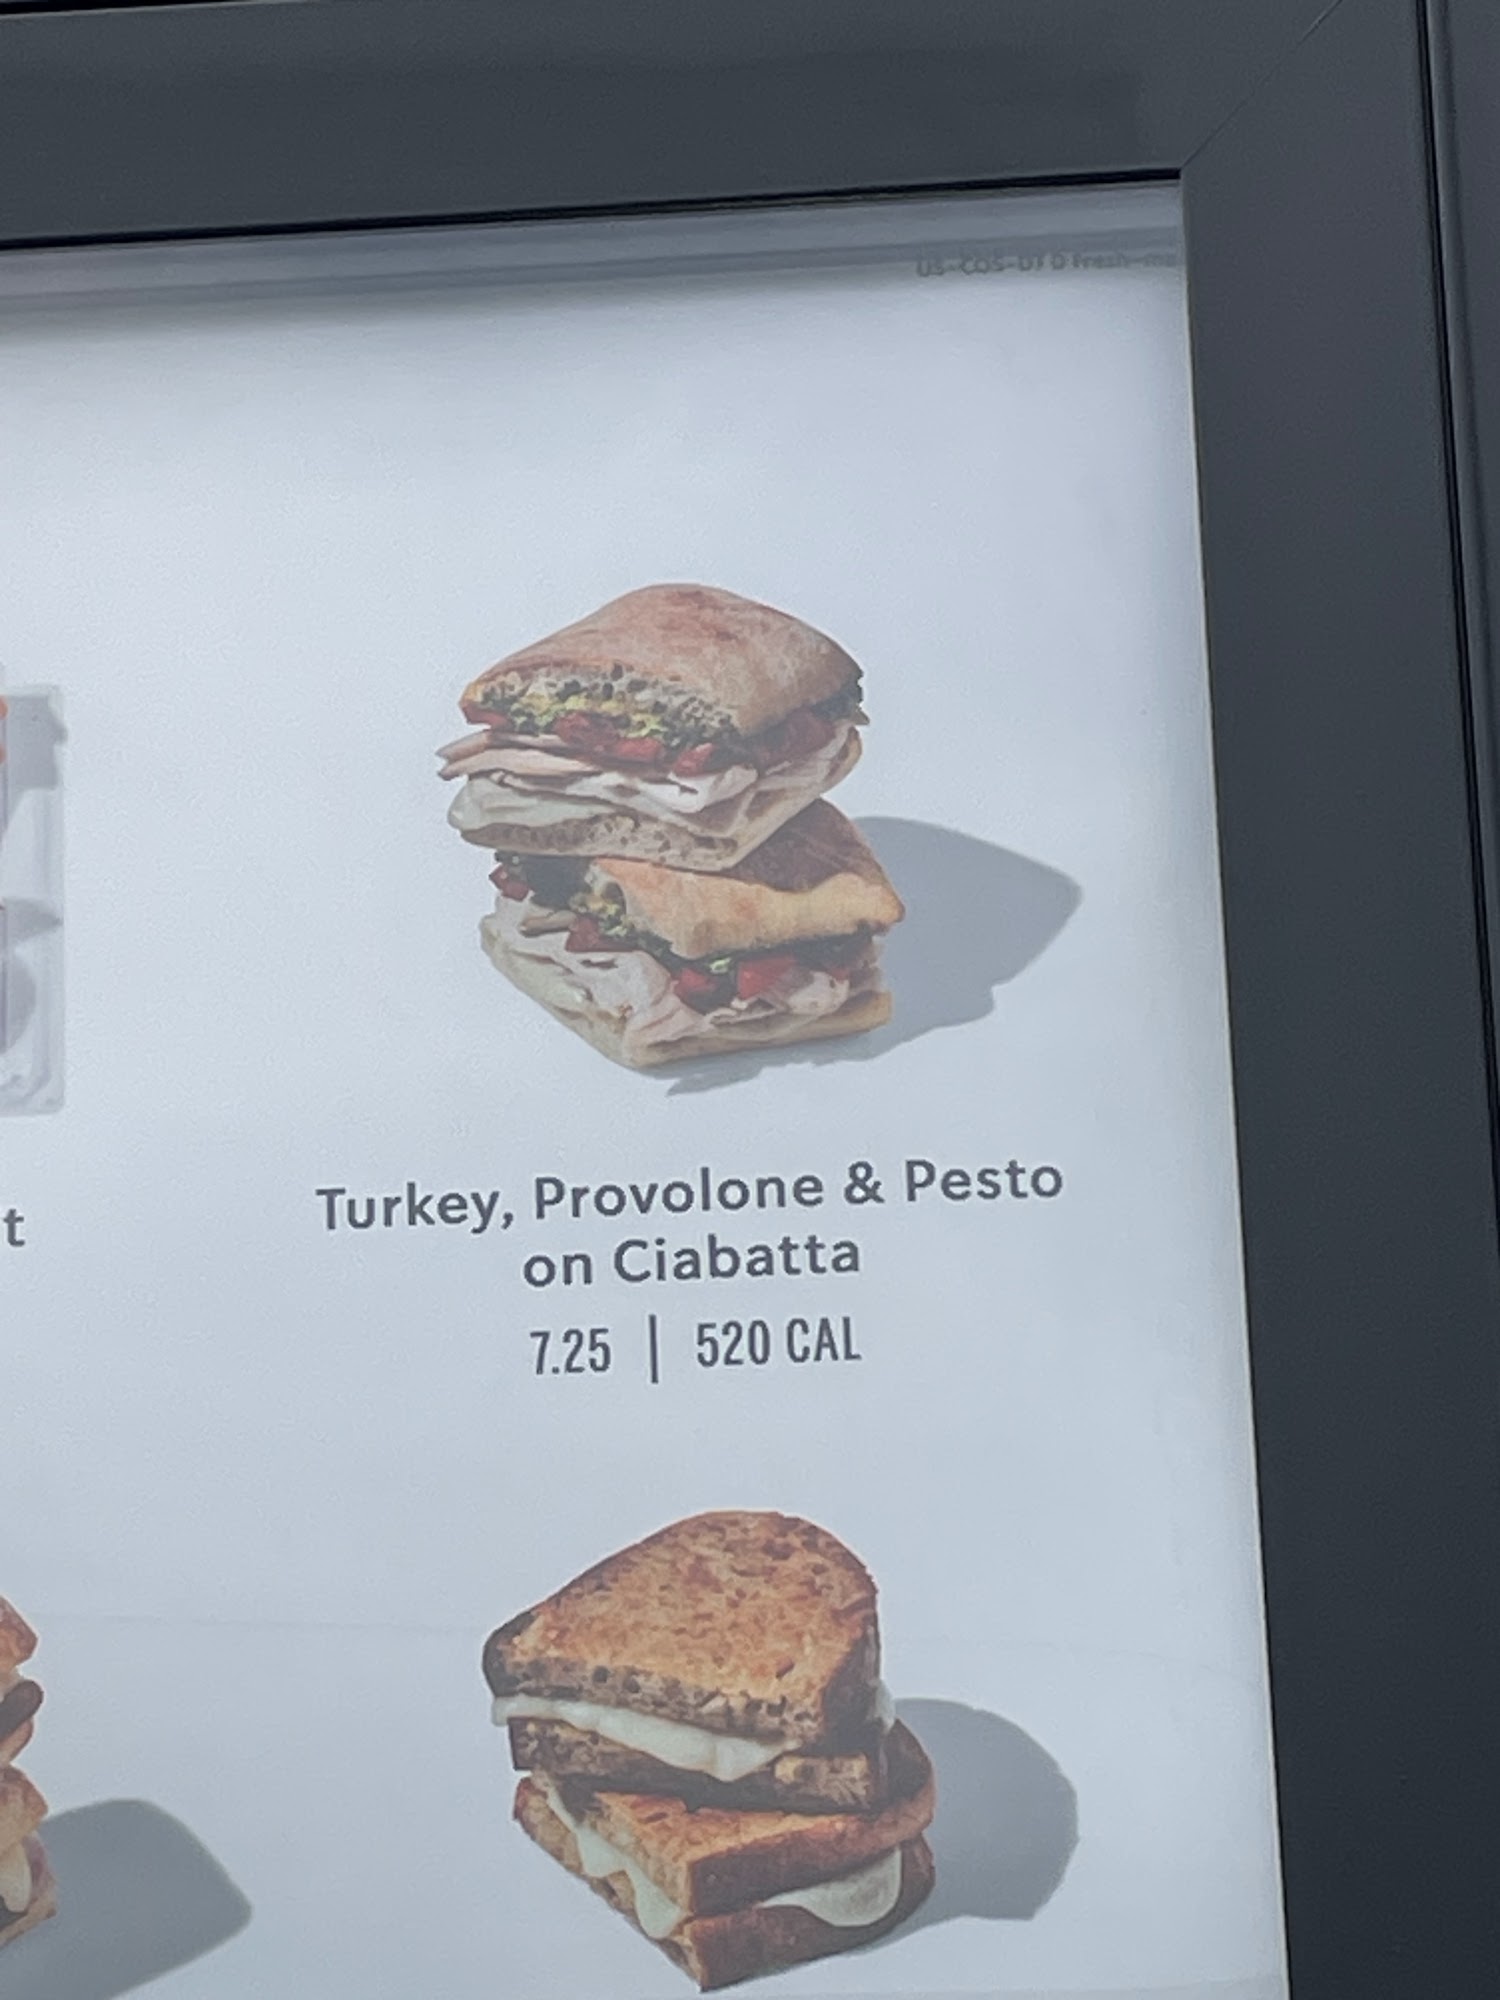 Turkey, Provolone & Pesto
on Ciabatta
7.25 | 520 CAL
t